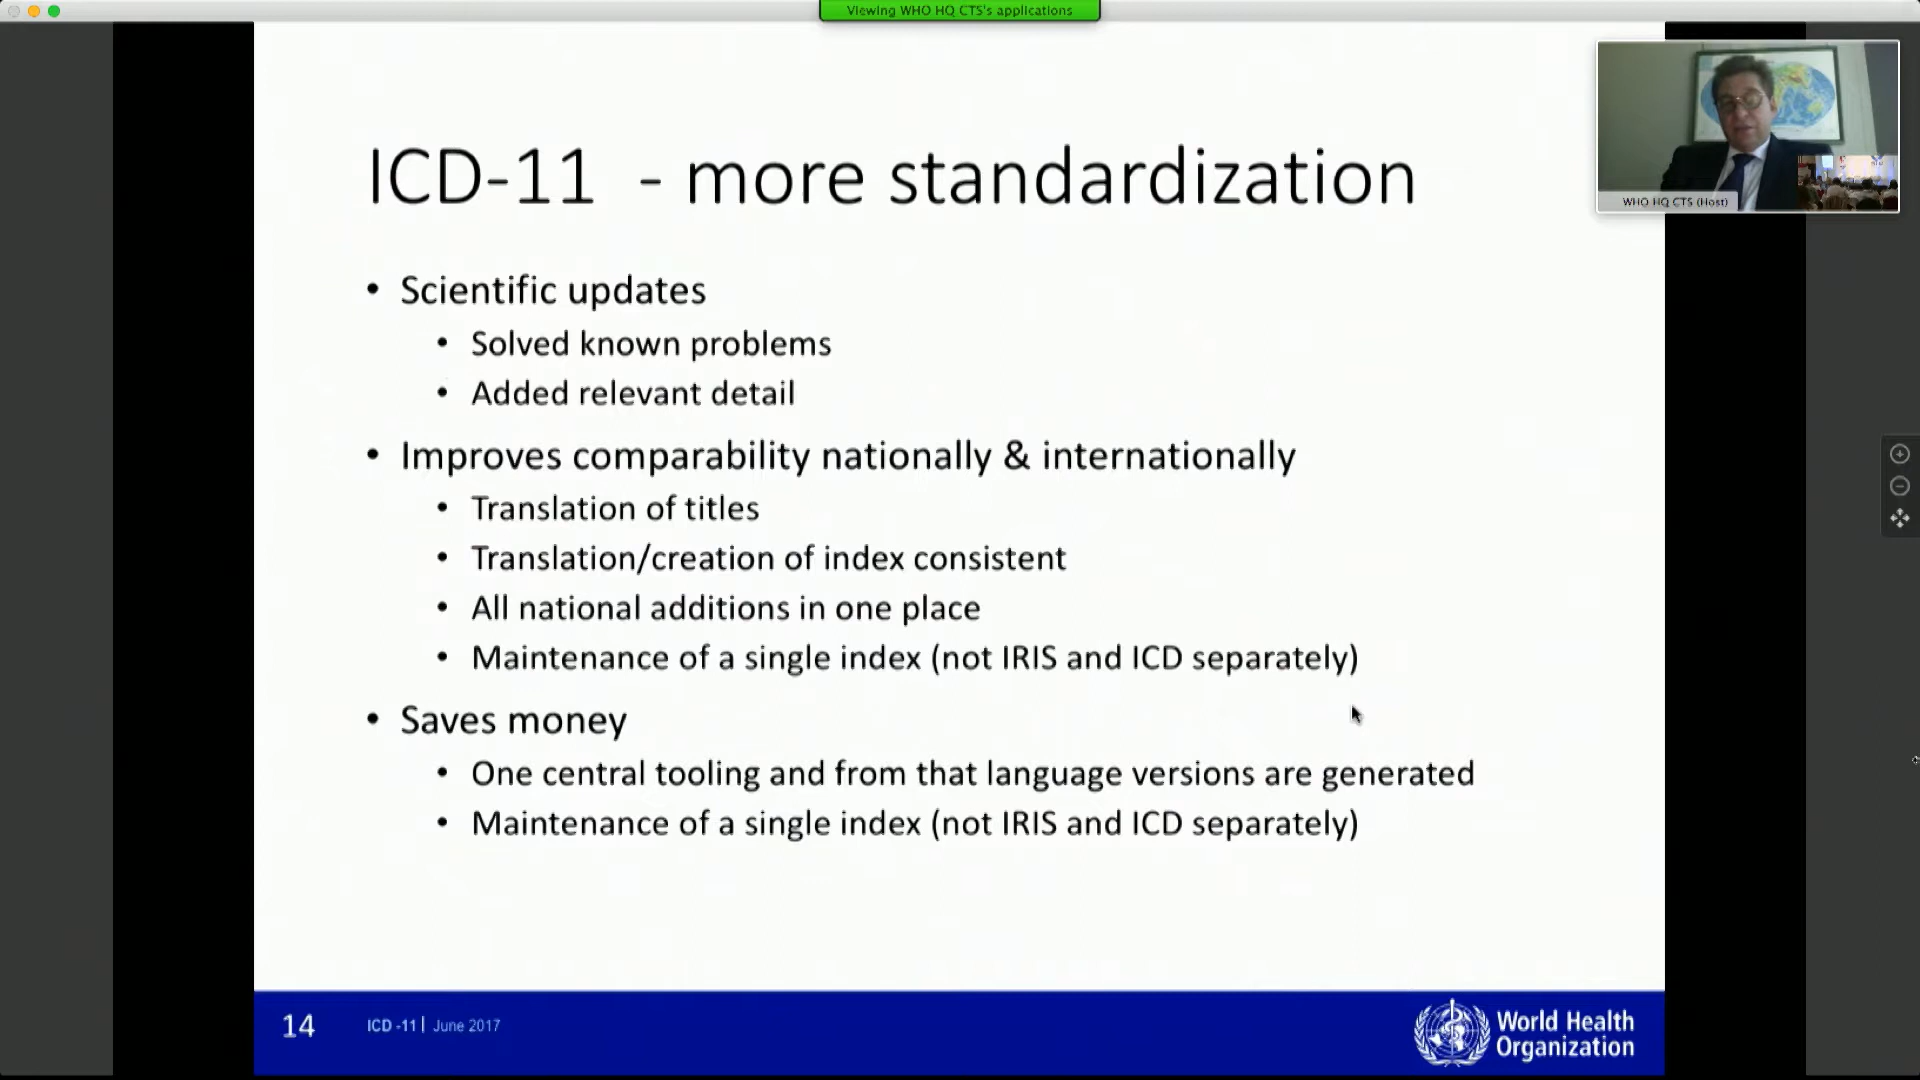 Viewing WHO HQ CTS's applications
WHO HQ CTS (Host)
ICD-11 - more standardization
• Scientific updates
• Solved known problems
• Added relevant detail
• Improves comparability nationally & internationally
• Translation of titles
• Translation/creation of index consistent
• All national additions in one place
• Maintenance of a single index (not IRIS and ICD separately)
• Saves money
• One central tooling and from that language versions are generated
• Maintenance of a single index (not IRIS and ICD separately)
14
ICD -11 | June 2017
World Health
Organization